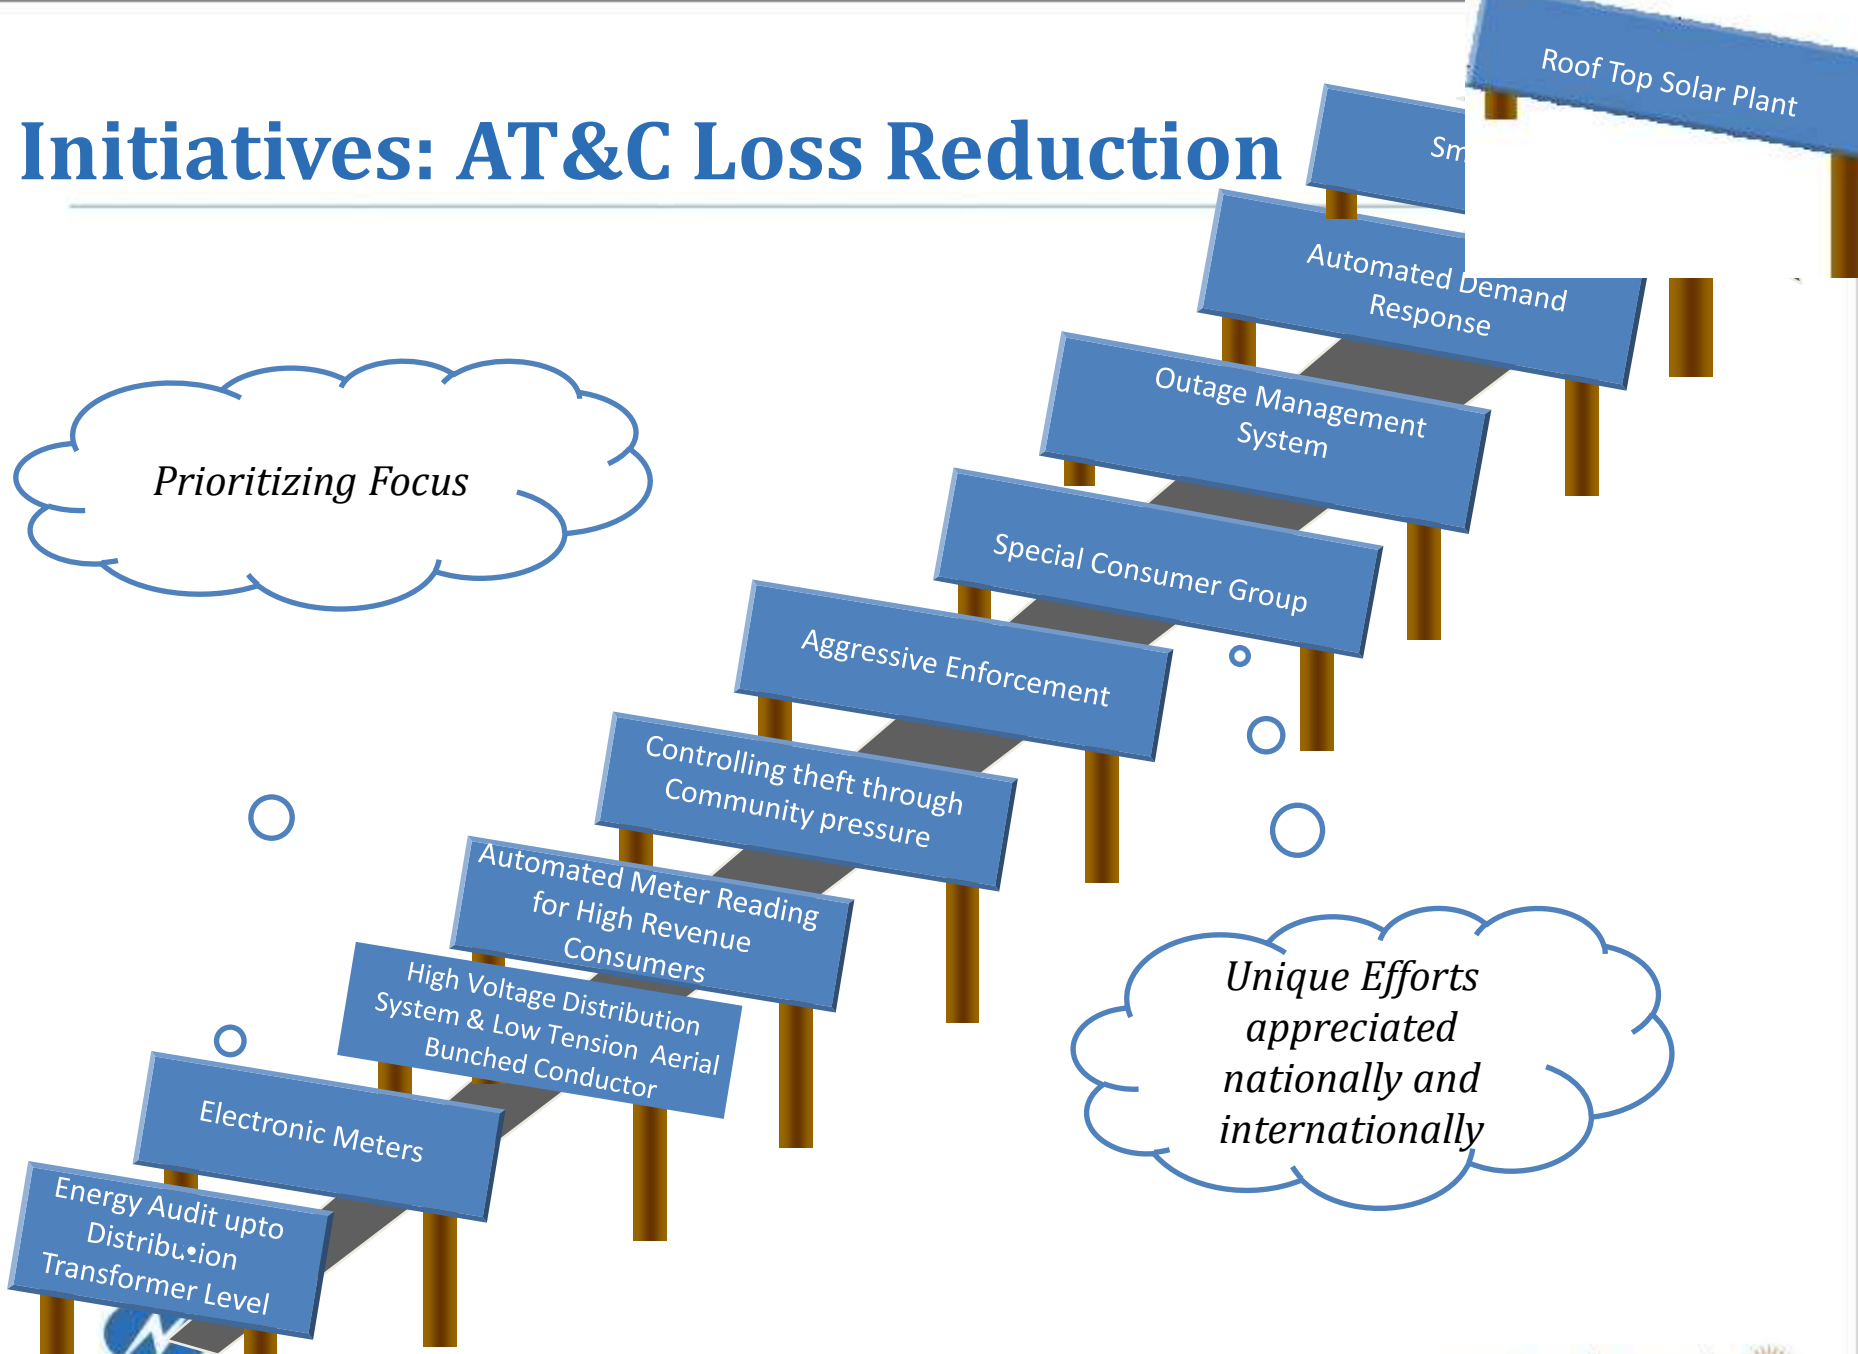 Initiatives: AT&C Loss Reduction
Roof Top Solar Plant
Automated Demand
Response
Outage Management
System
Special Consumer Group
Aggressive Enforcement
Controlling theft through
Community pressure
Automated Meter Reading
for High Revenue
Consumers
High Voltage Distribution
System & Low Tension Aerial
Bunched Conductor
Electronic Meters
Energy Audit upto
Distribution
Transformer Level
Prioritizing Focus
Unique Efforts
appreciated
nationally and
internationally